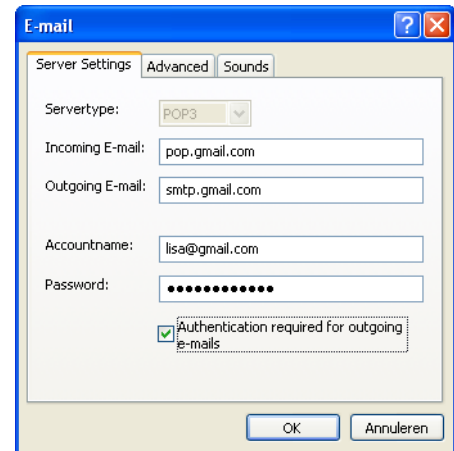 E-mail
Server Settings Advanced Sounds
Servertype: POP3
Incoming E-mail: pop.gmail.com
Outgoing E-mail: smtp.gmail.com
Accountname: lisa@gmail.com
Password: ●●●●●●●●●●●●
Authentication required for outgoing
e-mails
OK Annuleren